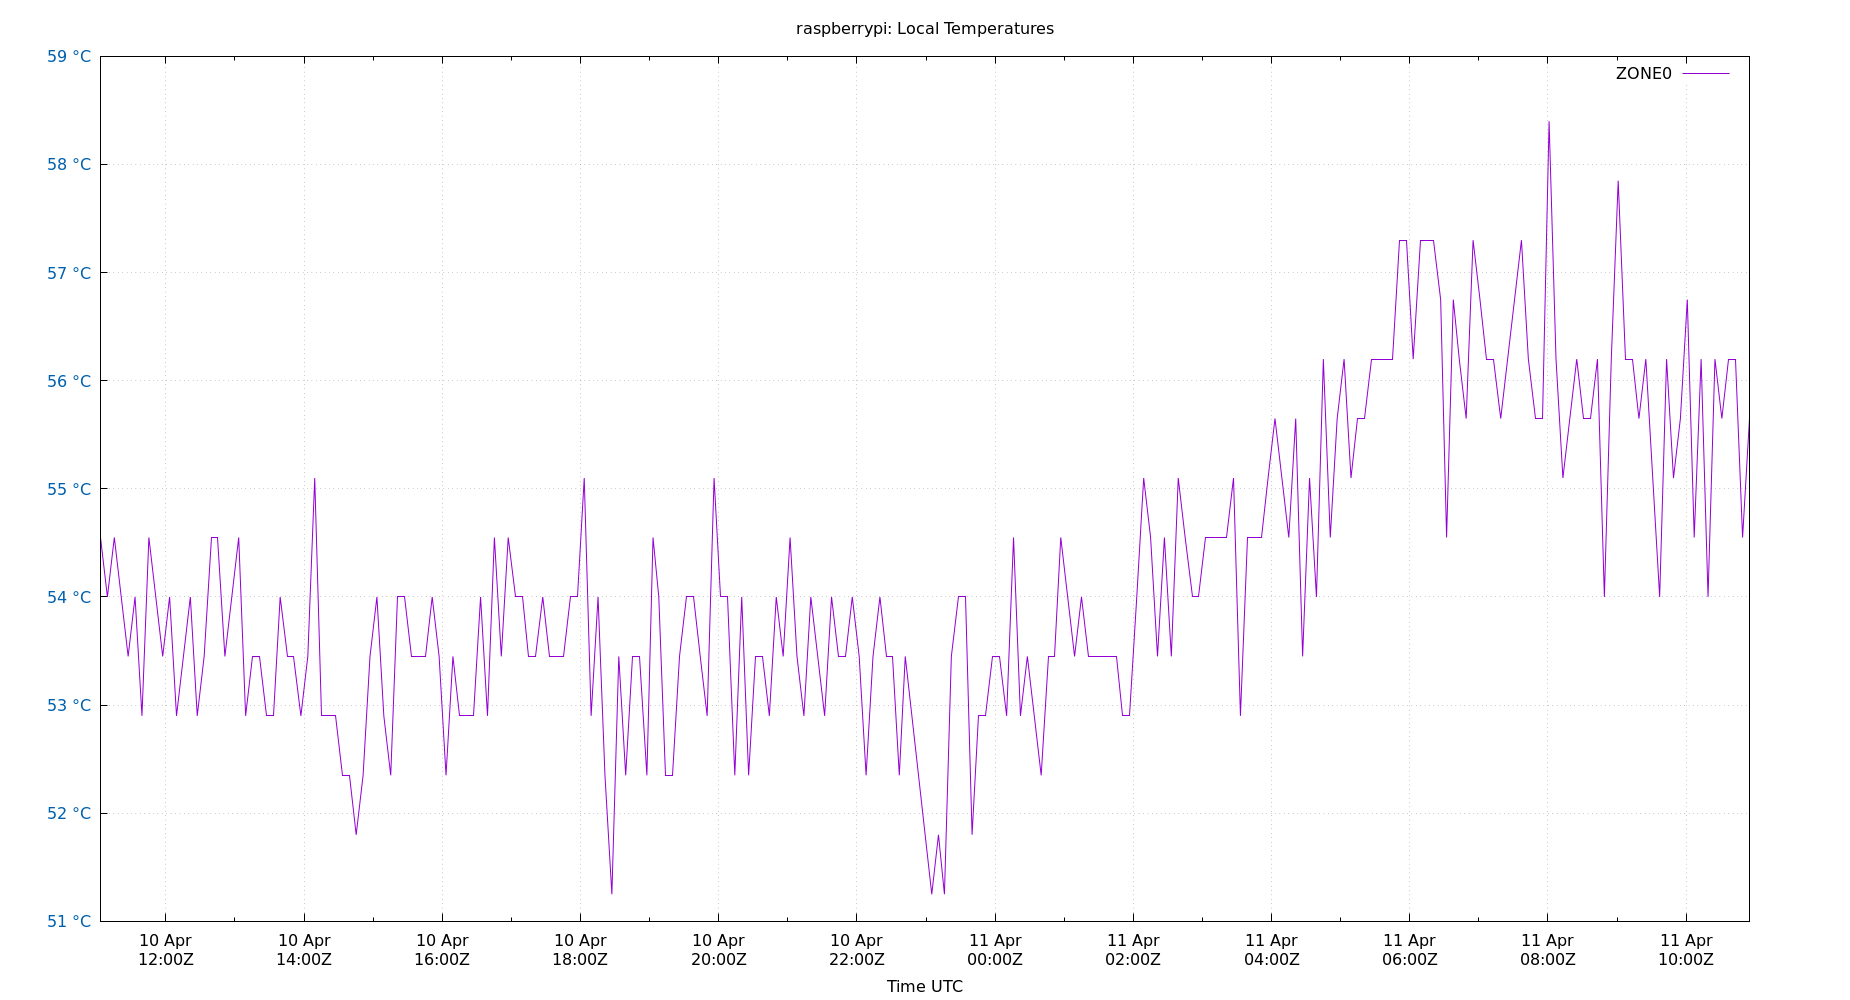 raspberrypi: Local Temperatures
59 °C
58 °C
57 °C
56 °C
55 °C
54 °C
53 °C
52 °C
51 °C
ZONE0
10 Apr 10 Apr 10 Apr 10 Apr 10 Apr 10 Apr 11 Apr 11 Apr 11 Apr 11 Apr 11 Apr 11 Apr
12:00Z 14:00Z 16:00Z 18:00Z 20:00Z 22:00Z 00:00Z 02:00Z 04:00Z 06:00Z 08:00Z 10:00Z
Time UTC